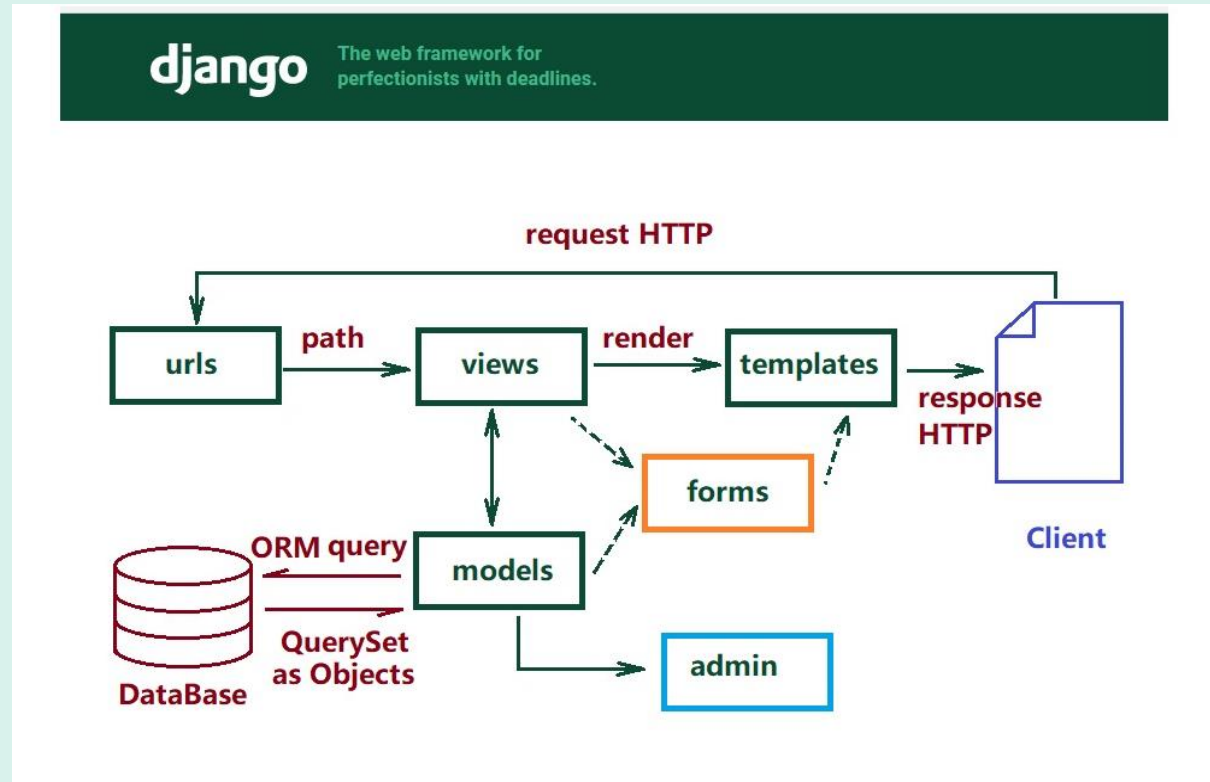 django
The web framework for
perfectionists with deadlines.
request HTTP
urls
path
views
render
templates
response
HTTP
forms
Client
ORM query
models
QuerySet
as Objects
DataBase
admin